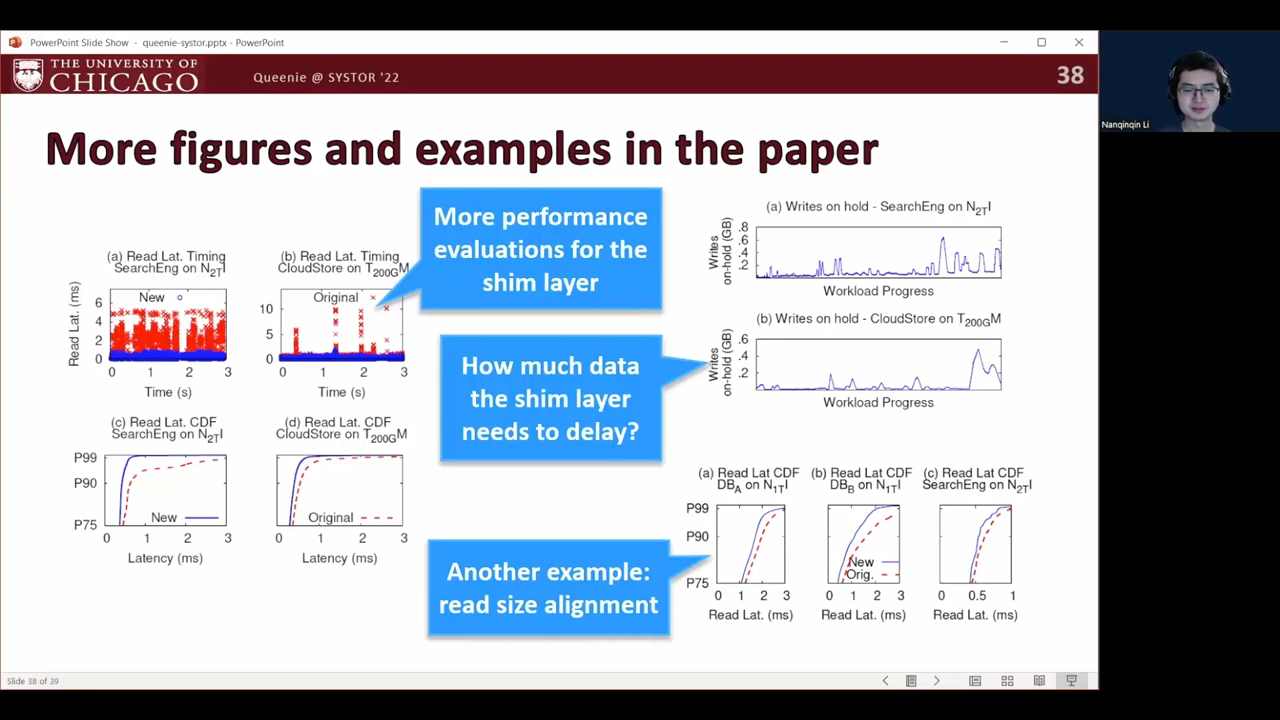 PowerPoint Slide Show - queenie-systor.pptx - PowerPoint
THE UNIVERSITY OF
CHICAGO
Queenie @ SYSTOR '22
38
Nanqinqin Li
More figures and examples in the paper
More performance
evaluations for the
shim layer
(a) Read Lat. Timing
SearchEng on N2TI
(b) Read Lat. Timing
CloudStore on T200GM
New
Original
Read Lat. (ms)
6
4
2
0
10
5
0
0 1 2 3
0 1 2 3
Time (s)
Time (s)
(c) Read Lat. CDF
SearchEng on N2TI
(d) Read Lat. CDF
CloudStore on T200GM
P99
P90
P75
New
Original
0 1 2 3
0 1 2 3
Latency (ms)
Latency (ms)
(a) Writes on hold - SearchEng on N2TI
Writes
on-hold (GB)
.8
.6
.4
.2
Workload Progress
How much data
the shim layer
needs to delay?
(b) Writes on hold - CloudStore on T200GM
Writes
on-hold (GB)
.6
.4
.2
Workload Progress
Another example:
read size alignment
(a) Read Lat CDF
DBA on N1TI
(b) Read Lat CDF
DBB on N1TI
(c) Read Lat CDF
SearchEng on N2TI
P99
P90
P75
New
Orig.
0 1 2 3
0 1 2 3
0 0.5 1
Read Lat. (ms)
Read Lat. (ms)
Read Lat. (ms)
Slide 38 of 39